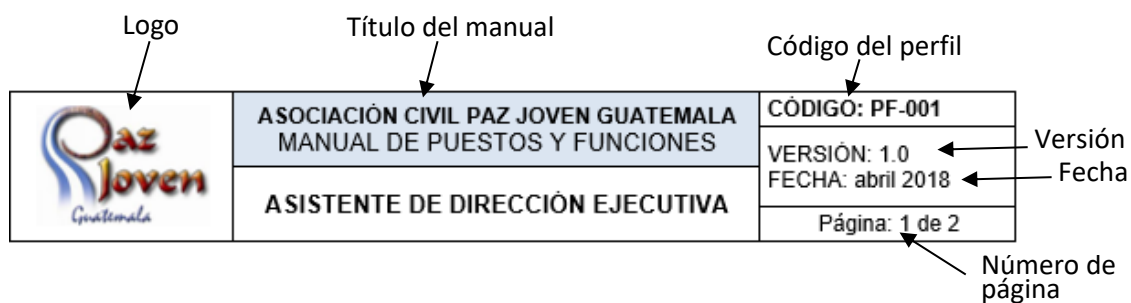 Logo
Título del manual
Código del perfil
Paz
Joven
Guatemala
ASOCIACIÓN CIVIL PAZ JOVEN GUATEMALA
MANUAL DE PUESTOS Y FUNCIONES
ASISTENTE DE DIRECCIÓN EJECUTIVA
CÓDIGO: PF-001
VERSIÓN: 1.0
FECHA: abril 2018
Página: 1 de 2
Versión
Fecha
Número de
página